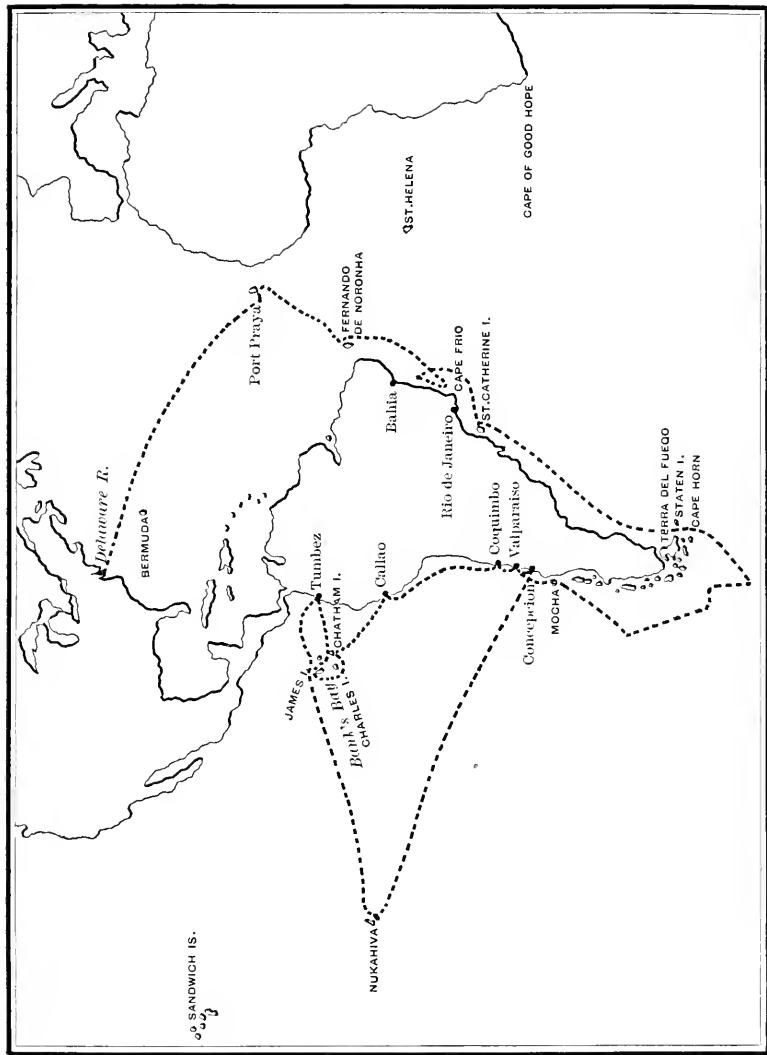 SANDWICH IS.
Delaware R.
BERMUDA
Port Praya
FERNANDO
DE NORONHA
ST. HELENA
CAPE OF GOOD HOPE
Tumbez
JAMES I.
Bank's Bay
CHARLES I.
CHATHAM I.
Callao
Bahia
CAPE FRIO
Rio de Janeiro
ST. CATHERINE I.
NUKAHIVA
Coquimbo
Valparaiso
Concepcion
MOCHA
TERRA DEL FUEGO
STATEN I.
CAPE HORN